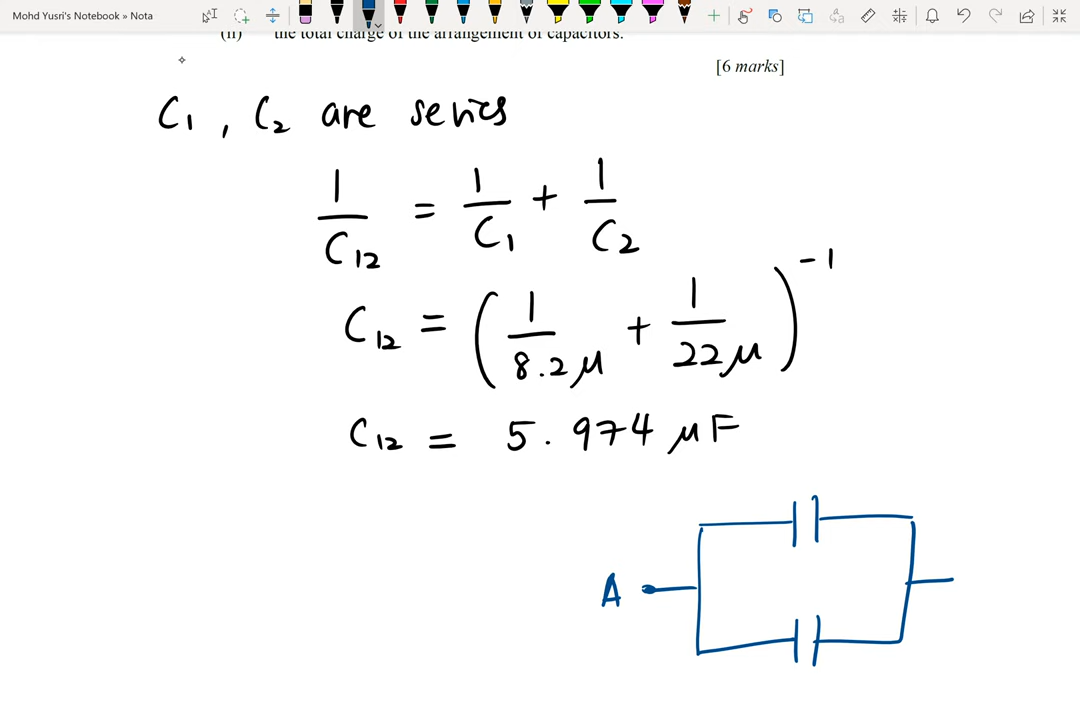 Mohd Yusri's Notebook » Nota
(ii) the total charge of the arrangement of capacitors.
[6 marks]
C₁ , C₂ are series
1/C₁₂ = 1/C₁ + 1/C₂
C₁₂ = (1/8.2μ + 1/22μ)⁻¹
C₁₂ = 5.974 μF
A